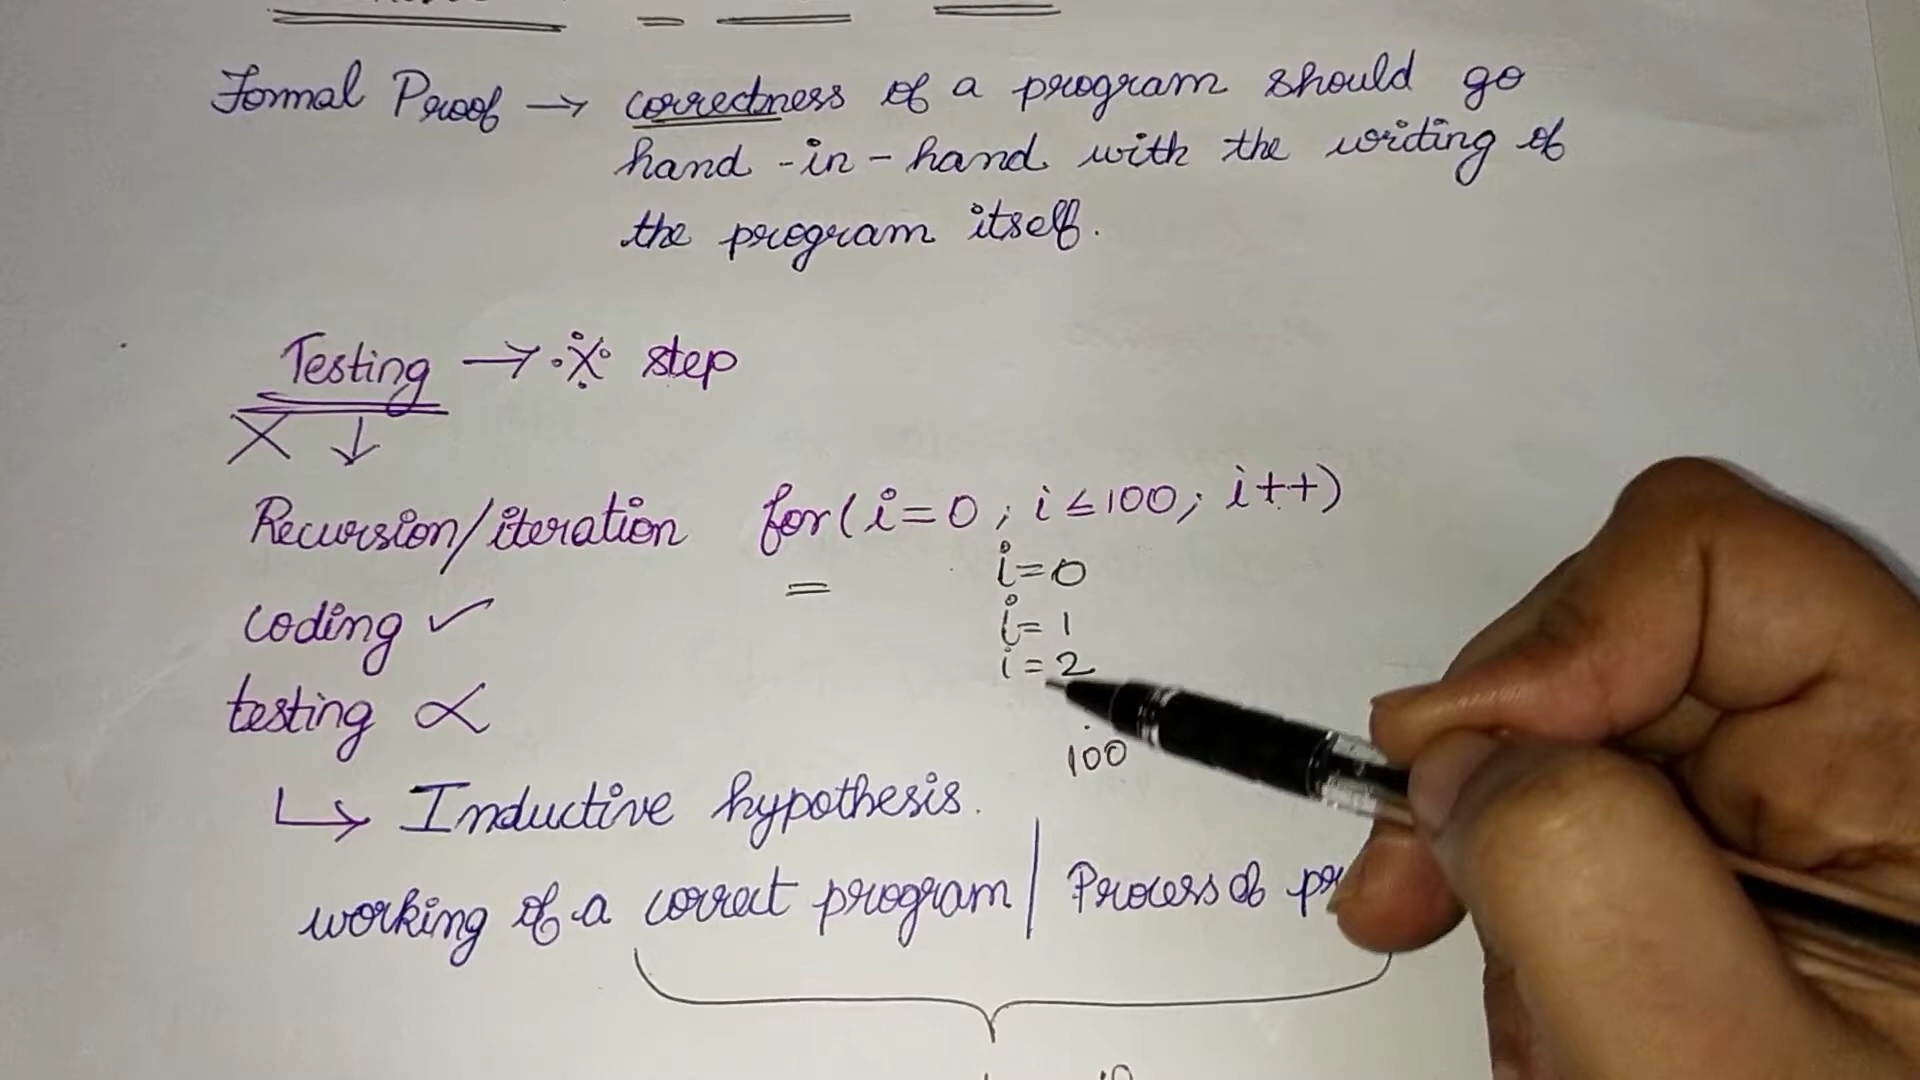 Formal Proof → correctness of a program should go
hand-in-hand with the writing of
the program itself.
Testing → step
X ↓
Recursion/iteration for(i=0; i≤100; i++)
=
i=0
i=1
i=2
100
coding ✓
testing
↳ Inductive hypothesis.
working of a correct program | Process of